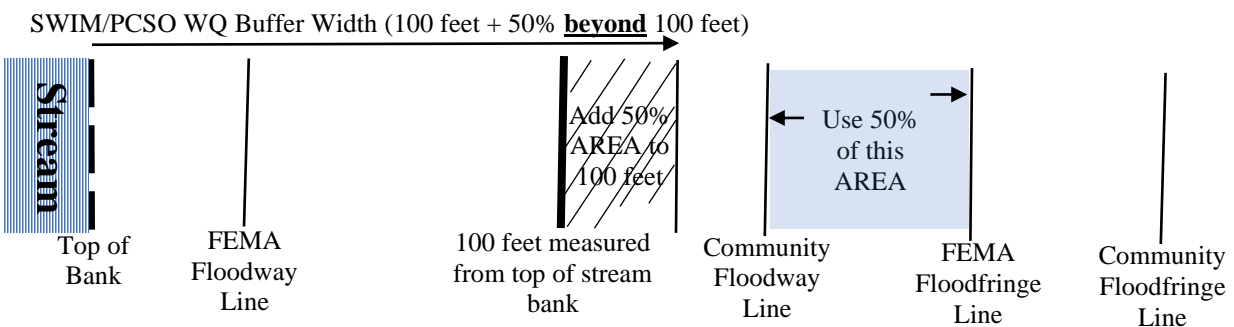 SWIM/PCSO WQ Buffer Width (100 feet + 50% beyond 100 feet)
Stream
Add 50%
AREA to
100 feet
Use 50%
of this
AREA
Top of
Bank
FEMA
Floodway
Line
100 feet measured
from top of stream
bank
Community
Floodway
Line
FEMA
Floodfringe
Line
Community
Floodfringe
Line